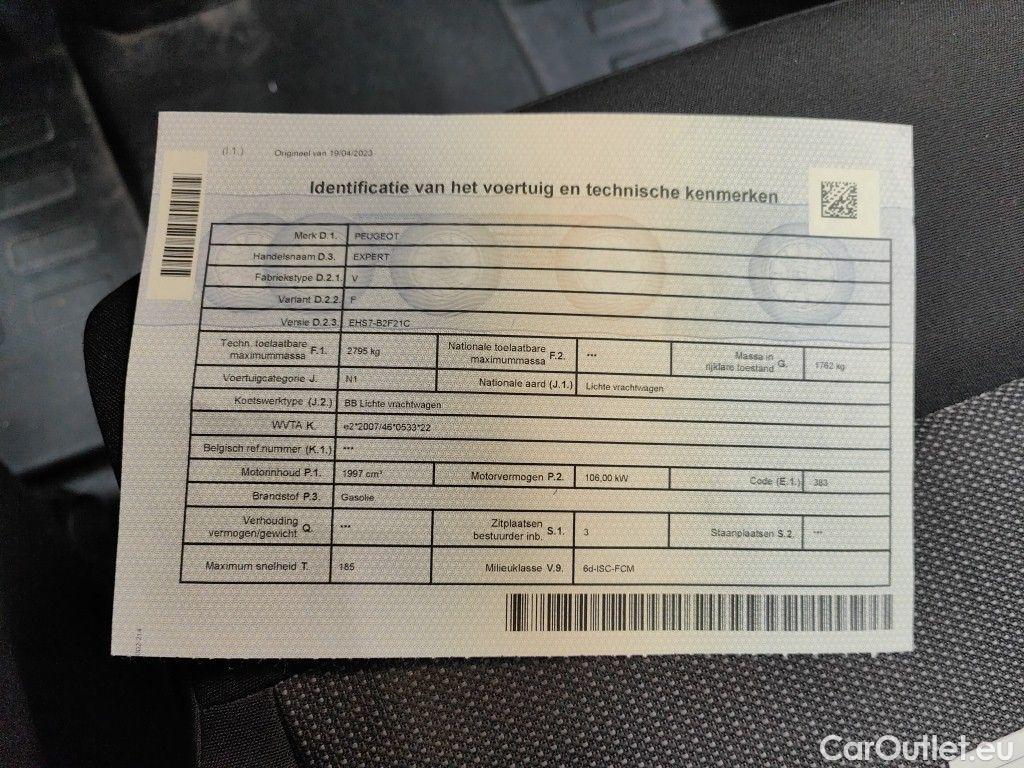 (I.1.) Origineel van 19/04/2023
Identificatie van het voertuig en technische kenmerken
Merk D.1. PEUGEOT
Handelsnaam D.3. EXPERT
Fabriekstype D.2.1. V
Variant D.2.2. F
Versie D.2.3. EHS7-B2F21C
Techn. toelaatbare maximummassa F.1. 2795 kg Nationale toelaatbare maximummassa F.2. *** Massa in rijklare toestand G. 1762 kg
Voertuigcategorie J. N1 Nationale aard (J.1.) Lichte vrachtwagen
Koetswerktype (J.2.) BB Lichte vrachtwagen
WVTA K. e2*2007/46*0533*22
Belgisch ref.nummer (K.1.) ***
Motorinhoud P.1. 1997 cm³ Motorvermogen P.2. 106,00 kW Code (E.1.) 383
Brandstof P.3. Gasolie
Verhouding vermogen/gewicht Q. *** Zitplaatsen bestuurder inb. S.1. 3 Staanplaatsen S.2. ***
Maximum snelheid T. 185 Milieuklasse V.9. 6d-ISC-FCM
CarOutlet.eu